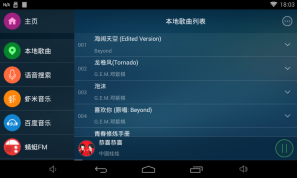 18:03
主页
本地歌曲列表
本地歌曲
001
海阔天空 (Edited Version)
Beyond
语音搜索
002
龙卷风(Tornado)
G.E.M.邓紫棋
虾米音乐
003
泡沫
G.E.M.邓紫棋
百度音乐
004
喜欢你 (原唱: Beyond)
G.E.M.邓紫棋
青春修炼手册
蜻蜓FM
恭喜恭喜
中国娃娃